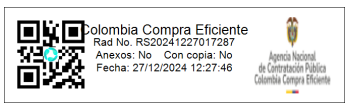 Colombia Compra Eficiente
Rad No. RS20241227017287
Anexos: No Con copia: No
Fecha: 27/12/2024 12:27:46
Agencia Nacional
de Contratación Pública
Colombia Compra Eficiente